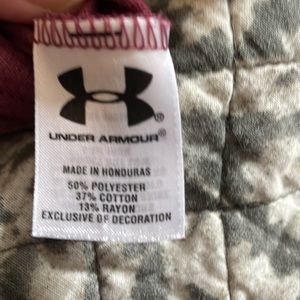 UNDER ARMOUR®
MADE IN HONDURAS
50% POLYESTER
37% COTTON
13% RAYON
EXCLUSIVE OF DECORATION